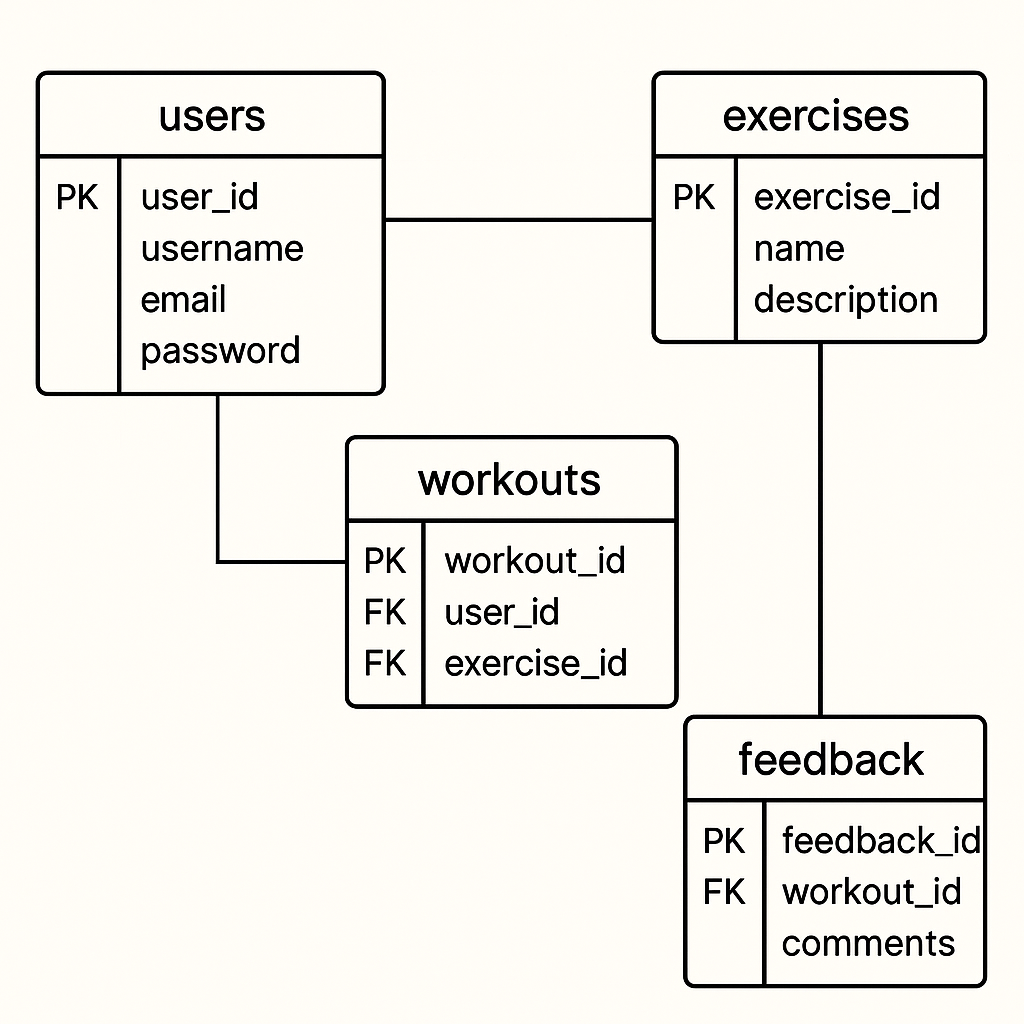 users
PK user_id
username
email
password
exercises
PK exercise_id
name
description
workouts
PK workout_id
FK user_id
FK exercise_id
feedback
PK feedback_id
FK workout_id
comments